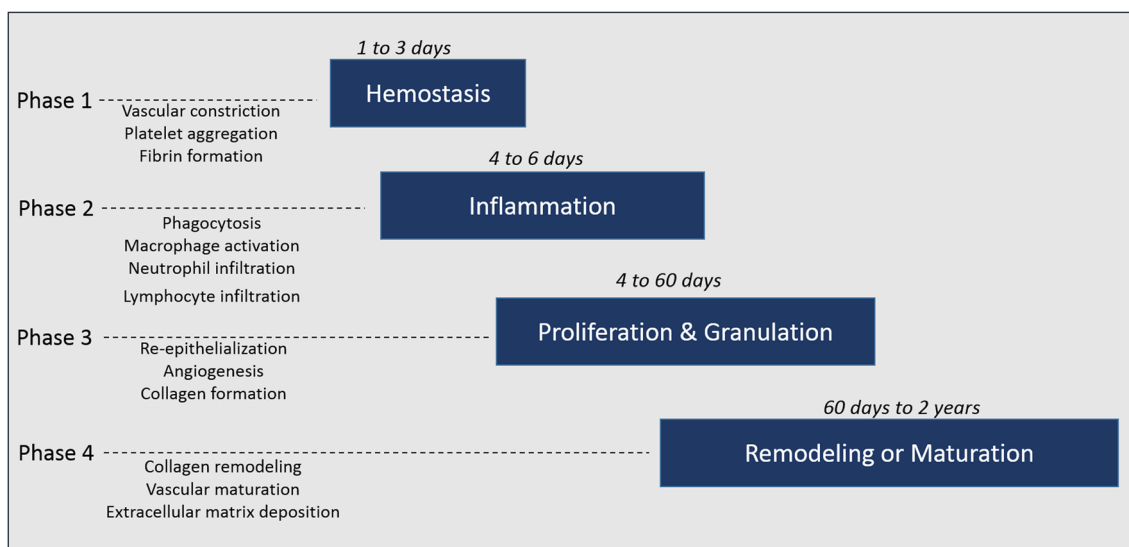 1 to 3 days
Phase 1
Hemostasis
Vascular constriction
Platelet aggregation
Fibrin formation
4 to 6 days
Phase 2
Inflammation
Phagocytosis
Macrophage activation
Neutrophil infiltration
Lymphocyte infiltration
4 to 60 days
Phase 3
Proliferation & Granulation
Re-epithelialization
Angiogenesis
Collagen formation
60 days to 2 years
Phase 4
Remodeling or Maturation
Collagen remodeling
Vascular maturation
Extracellular matrix deposition